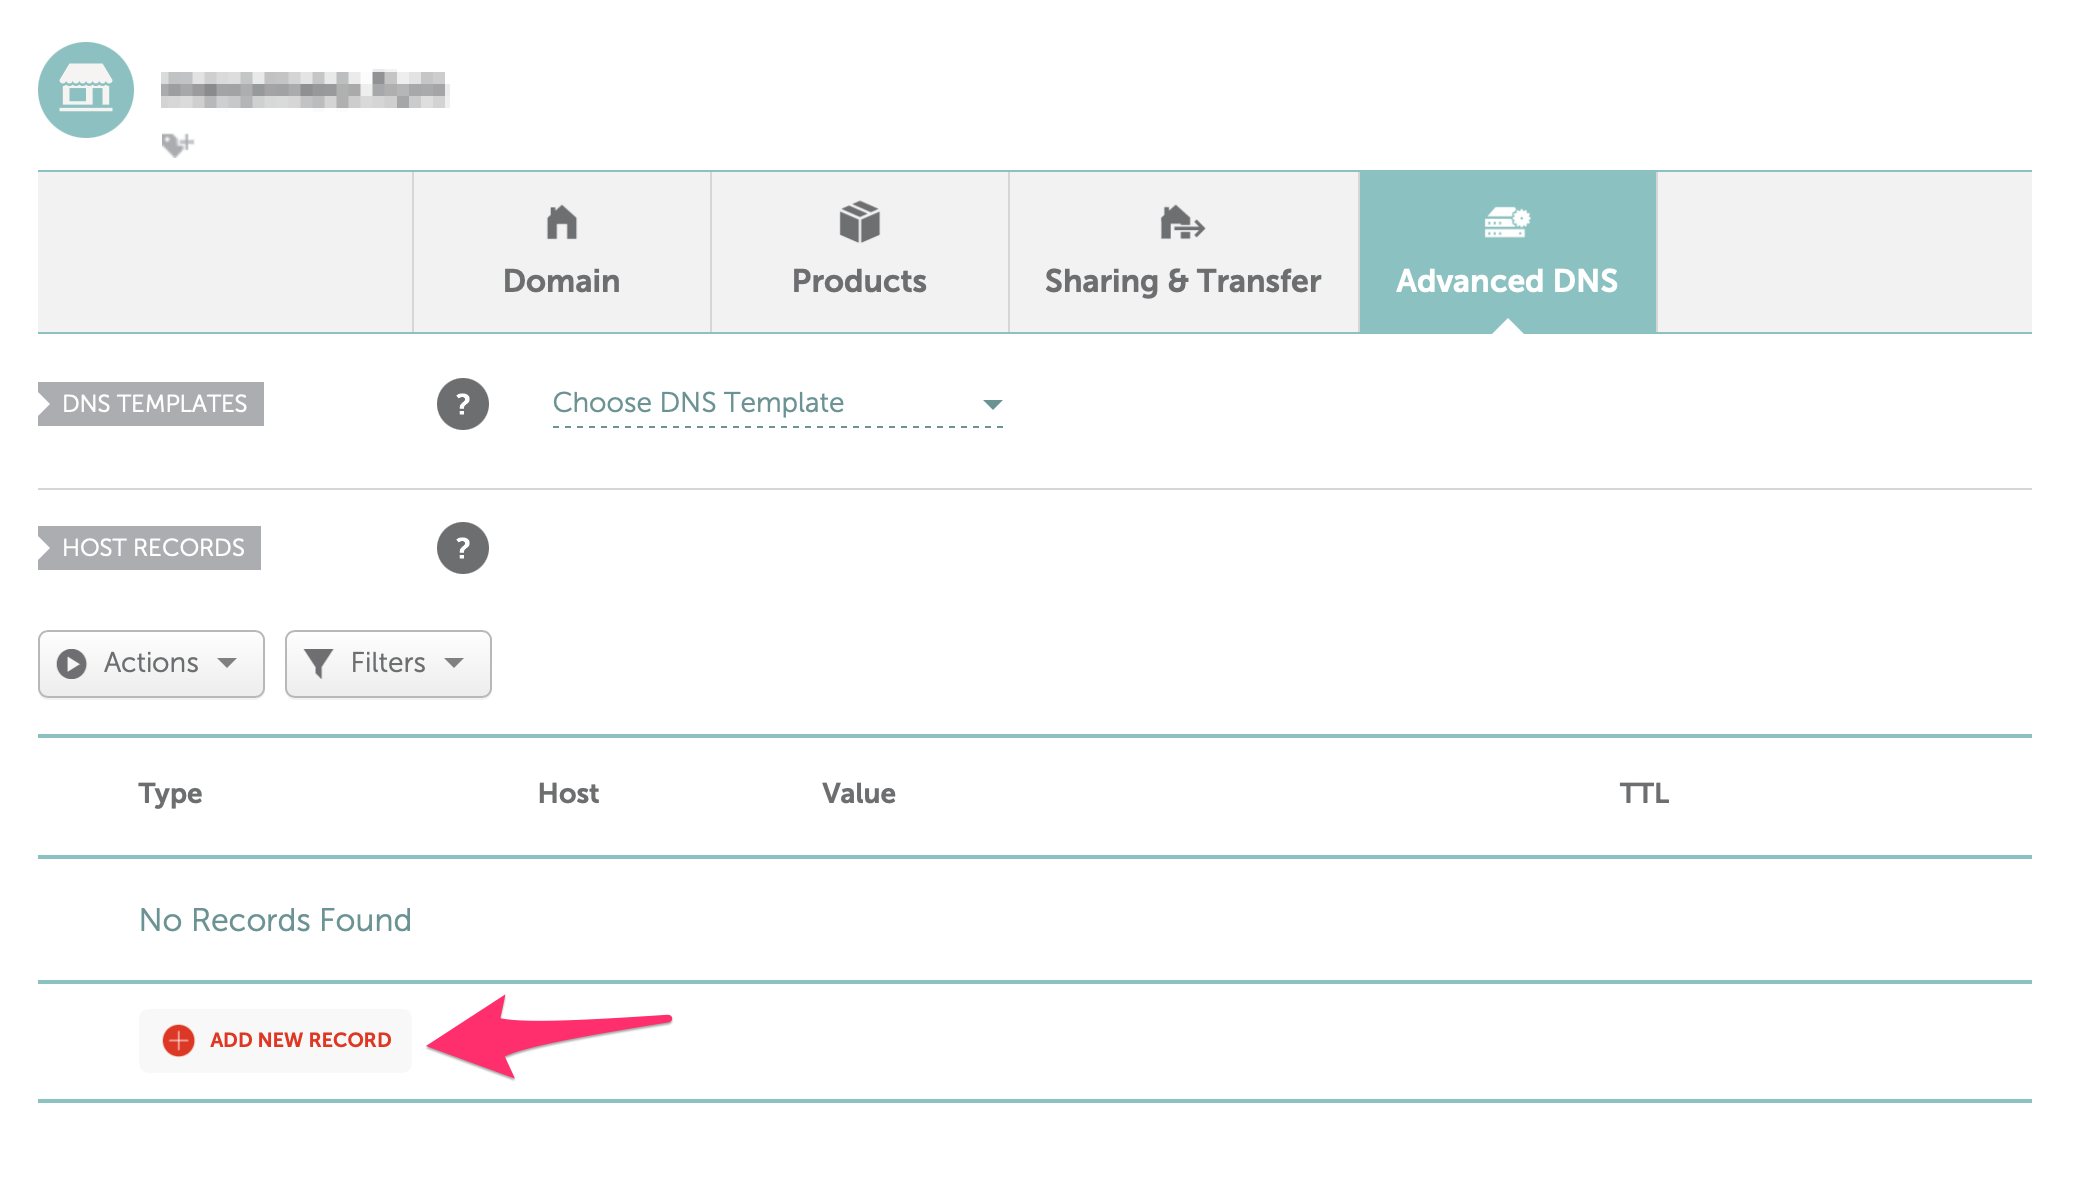 Domain
Products
Sharing & Transfer
Advanced DNS
DNS TEMPLATES
?
Choose DNS Template
HOST RECORDS
?
Actions
Filters
Type Host Value TTL
No Records Found
ADD NEW RECORD